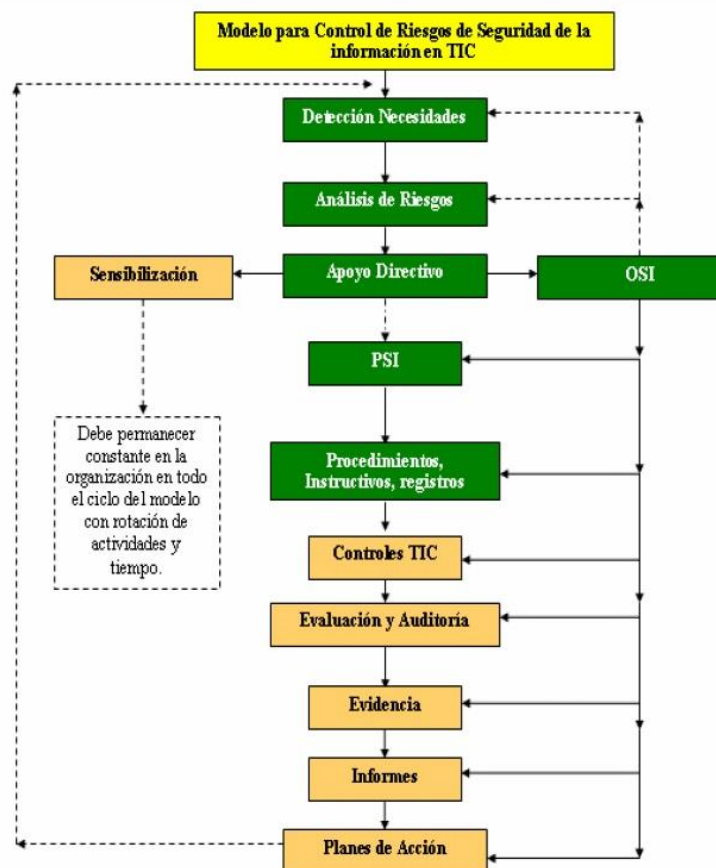 Modelo para Control de Riesgos de Seguridad de la
información en TIC
Detección Necesidades
Análisis de Riesgos
Sensibilización
Apoyo Directivo
OSI
PSI
Debe permanecer
constante en la
organización en todo
el ciclo del modelo
con rotación de
actividades y
tiempo.
Procedimientos,
Instructivos, registros
Controles TIC
Evaluación y Auditoría
Evidencia
Informes
Planes de Acción